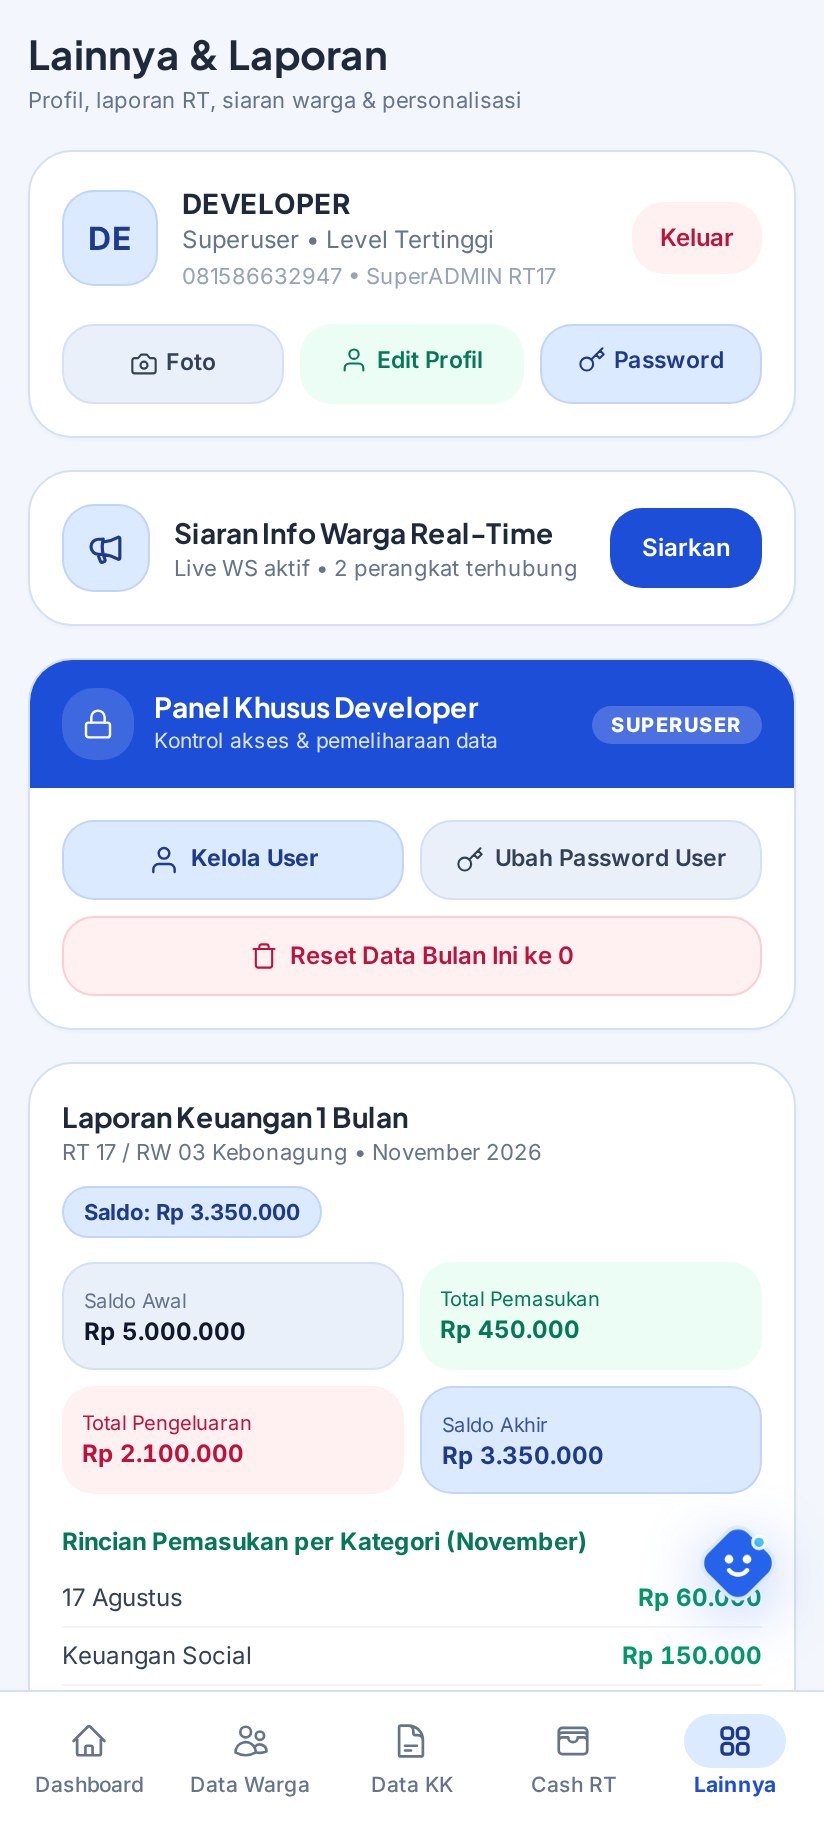 Lainnya & Laporan
Profil, laporan RT, siaran warga & personalisasi
DE
DEVELOPER
Superuser • Level Tertinggi
081586632947 • SuperADMIN RT17
Keluar
Foto
Edit Profil
Password
Siaran Info Warga Real-Time
Live WS aktif • 2 perangkat terhubung
Siarkan
Panel Khusus Developer
Kontrol akses & pemeliharaan data
SUPERUSER
Kelola User
Ubah Password User
Reset Data Bulan Ini ke 0
Laporan Keuangan 1 Bulan
RT 17 / RW 03 Kebonagung • November 2026
Saldo: Rp 3.350.000
Saldo Awal
Rp 5.000.000
Total Pemasukan
Rp 450.000
Total Pengeluaran
Rp 2.100.000
Saldo Akhir
Rp 3.350.000
Rincian Pemasukan per Kategori (November)
17 Agustus
Rp 60.000
Keuangan Social
Rp 150.000
Dashboard
Data Warga
Data KK
Cash RT
Lainnya